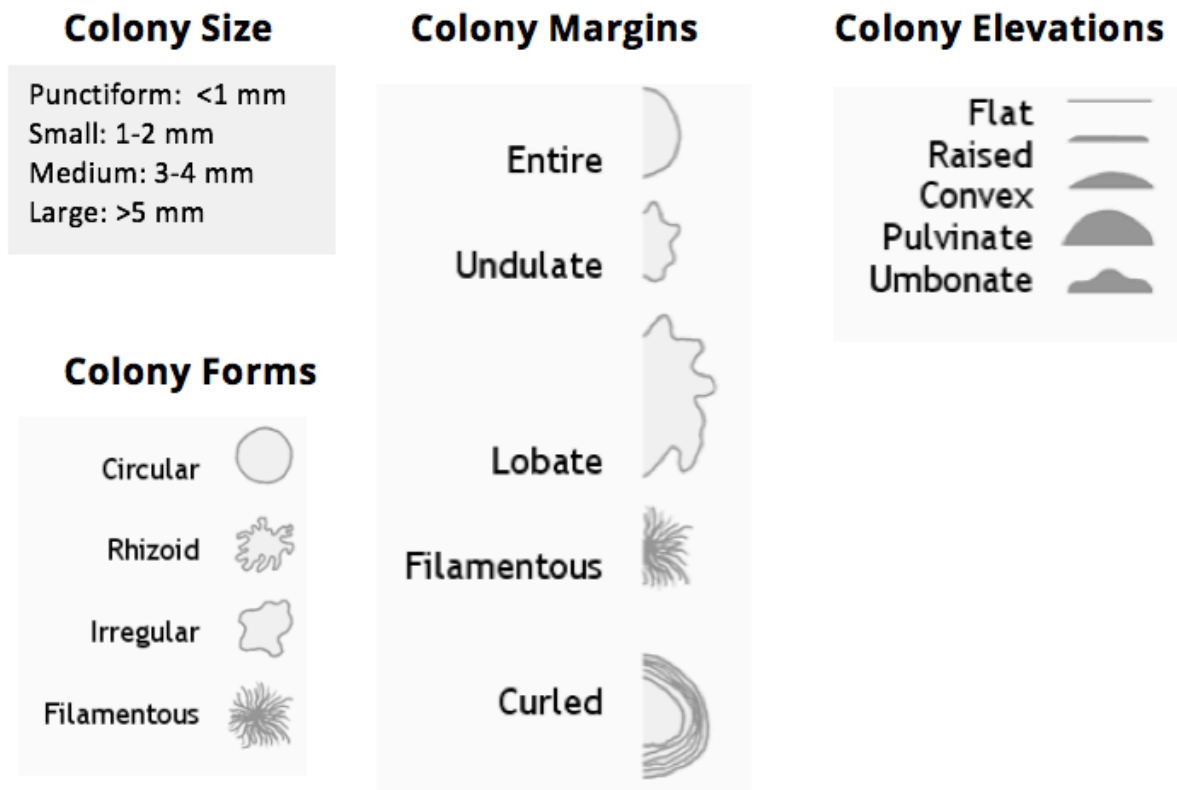 Colony Size
Punctiform:  <1 mm
Small: 1-2 mm
Medium: 3-4 mm
Large: >5 mm
Colony Forms
Circular
Rhizoid
Irregular
Filamentous
Colony Margins
Entire
Undulate
Lobate
Filamentous
Curled
Colony Elevations
Flat
Raised
Convex
Pulvinate
Umbonate